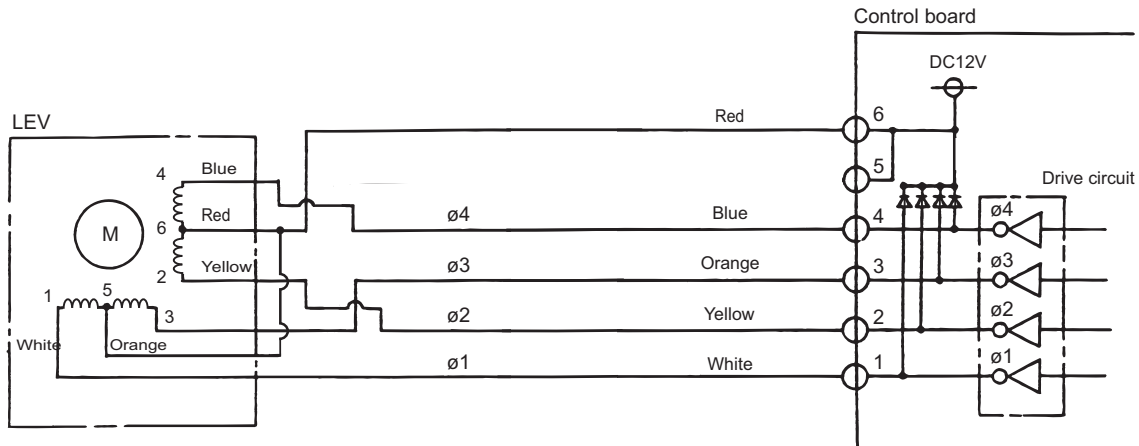 Control board
DC12V
LEV
Red
6
5
Drive circuit
4
Blue
Red
6
M
Yellow
2
1
5
3
White
Orange
ø4
Blue
4
ø4
ø3
Orange
3
ø3
ø2
Yellow
2
ø2
ø1
White
1
ø1